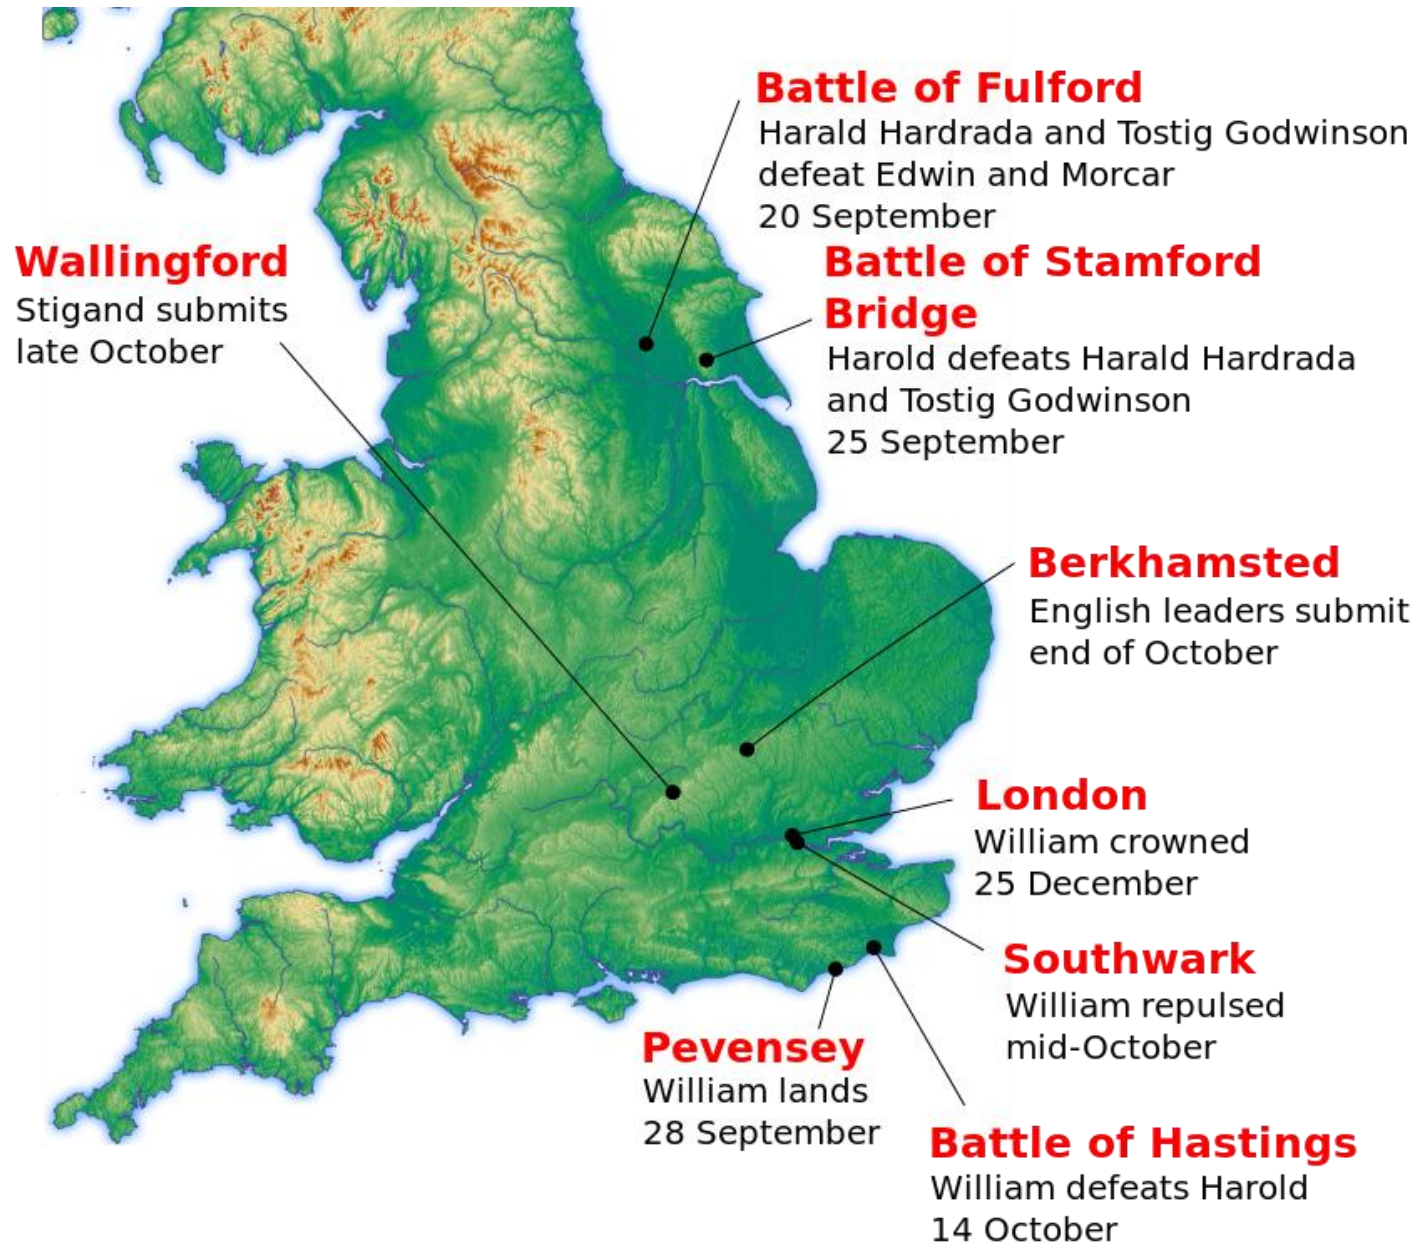 Battle of Fulford
Harald Hardrada and Tostig Godwinson
defeat Edwin and Morcar
20 September
Wallingford
Stigand submits
late October
Battle of Stamford
Bridge
Harold defeats Harald Hardrada
and Tostig Godwinson
25 September
Berkhamsted
English leaders submit
end of October
London
William crowned
25 December
Southwark
William repulsed
mid-October
Pevensey
William lands
28 September
Battle of Hastings
William defeats Harold
14 October